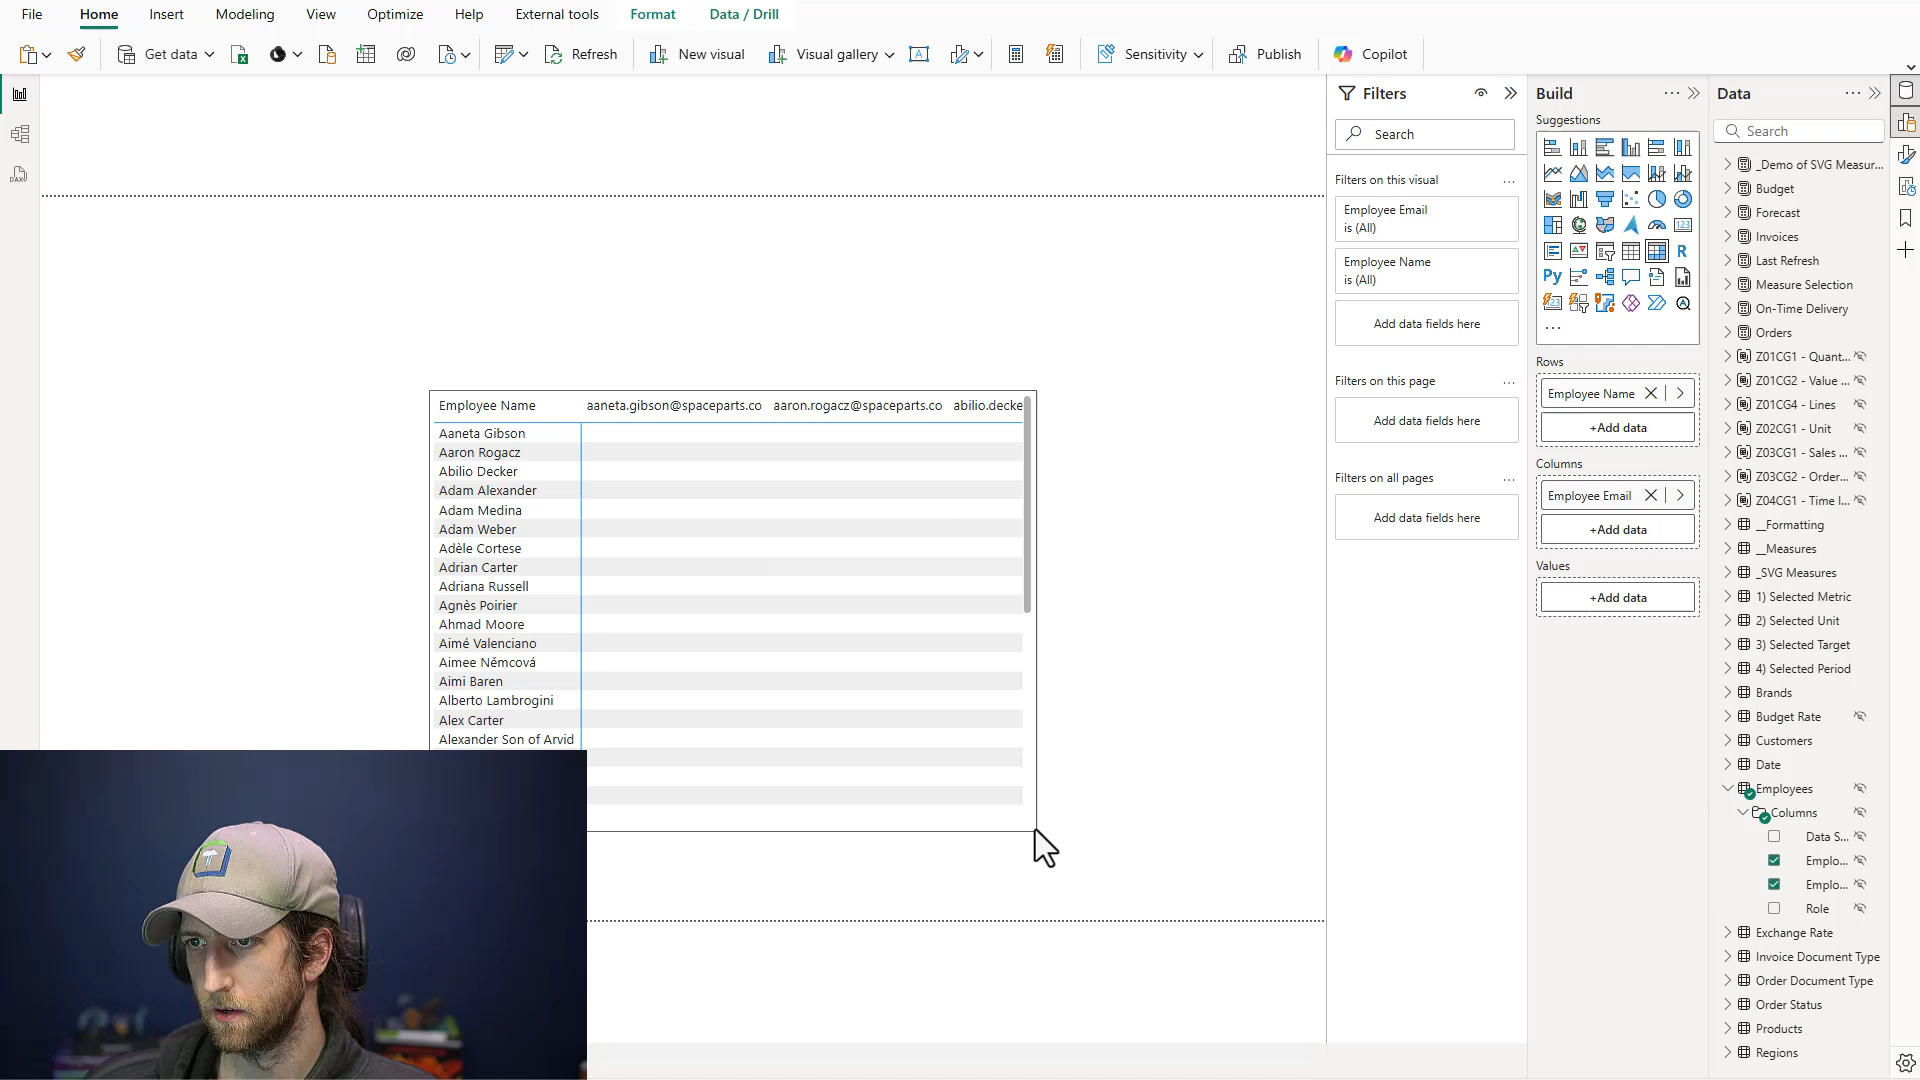 File Home Insert Modeling View Optimize Help External tools Format Data / Drill
Get data Refresh New visual Visual gallery Sensitivity Publish Copilot
Filters
Search
Filters on this visual
Employee Email
is (All)
Employee Name
is (All)
Add data fields here
Filters on this page
Add data fields here
Filters on all pages
Add data fields here
Build
Suggestions
Rows
Employee Name
+Add data
Columns
Employee Email
+Add data
Values
+Add data
Data
Search
_Demo of SVG Measur...
Budget
Forecast
Invoices
Last Refresh
Measure Selection
On-Time Delivery
Orders
Z01CG1 - Quant...
Z01CG2 - Value ...
Z01CG4 - Lines
Z02CG1 - Unit
Z03CG1 - Sales ...
Z03CG2 - Order...
Z04CG1 - Time I...
__Formatting
__Measures
_SVG Measures
1) Selected Metric
2) Selected Unit
3) Selected Target
4) Selected Period
Brands
Budget Rate
Customers
Date
Employees
Columns
Data S...
Emplo...
Emplo...
Role
Exchange Rate
Invoice Document Type
Order Document Type
Order Status
Products
Regions
Employee Name aaneta.gibson@spaceparts.co aaron.rogacz@spaceparts.co abilio.decke
Aaneta Gibson
Aaron Rogacz
Abilio Decker
Adam Alexander
Adam Medina
Adam Weber
Adèle Cortese
Adrian Carter
Adriana Russell
Agnès Poirier
Ahmad Moore
Aimé Valenciano
Aimee Němcová
Aimi Baren
Alberto Lambrogini
Alex Carter
Alexander Son of Arvid